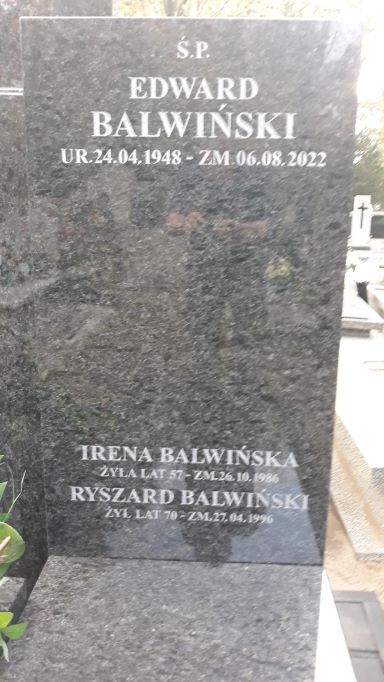 Ś.P.
EDWARD
BALWIŃSKI
UR.24.04.1948 - ZM.06.08.2022
IRENA BALWIŃSKA
ŻYŁA LAT 57 - ZM.26.10.1986
RYSZARD BALWIŃSKI
ŻYŁ LAT 70 - ZM.27.04.1996